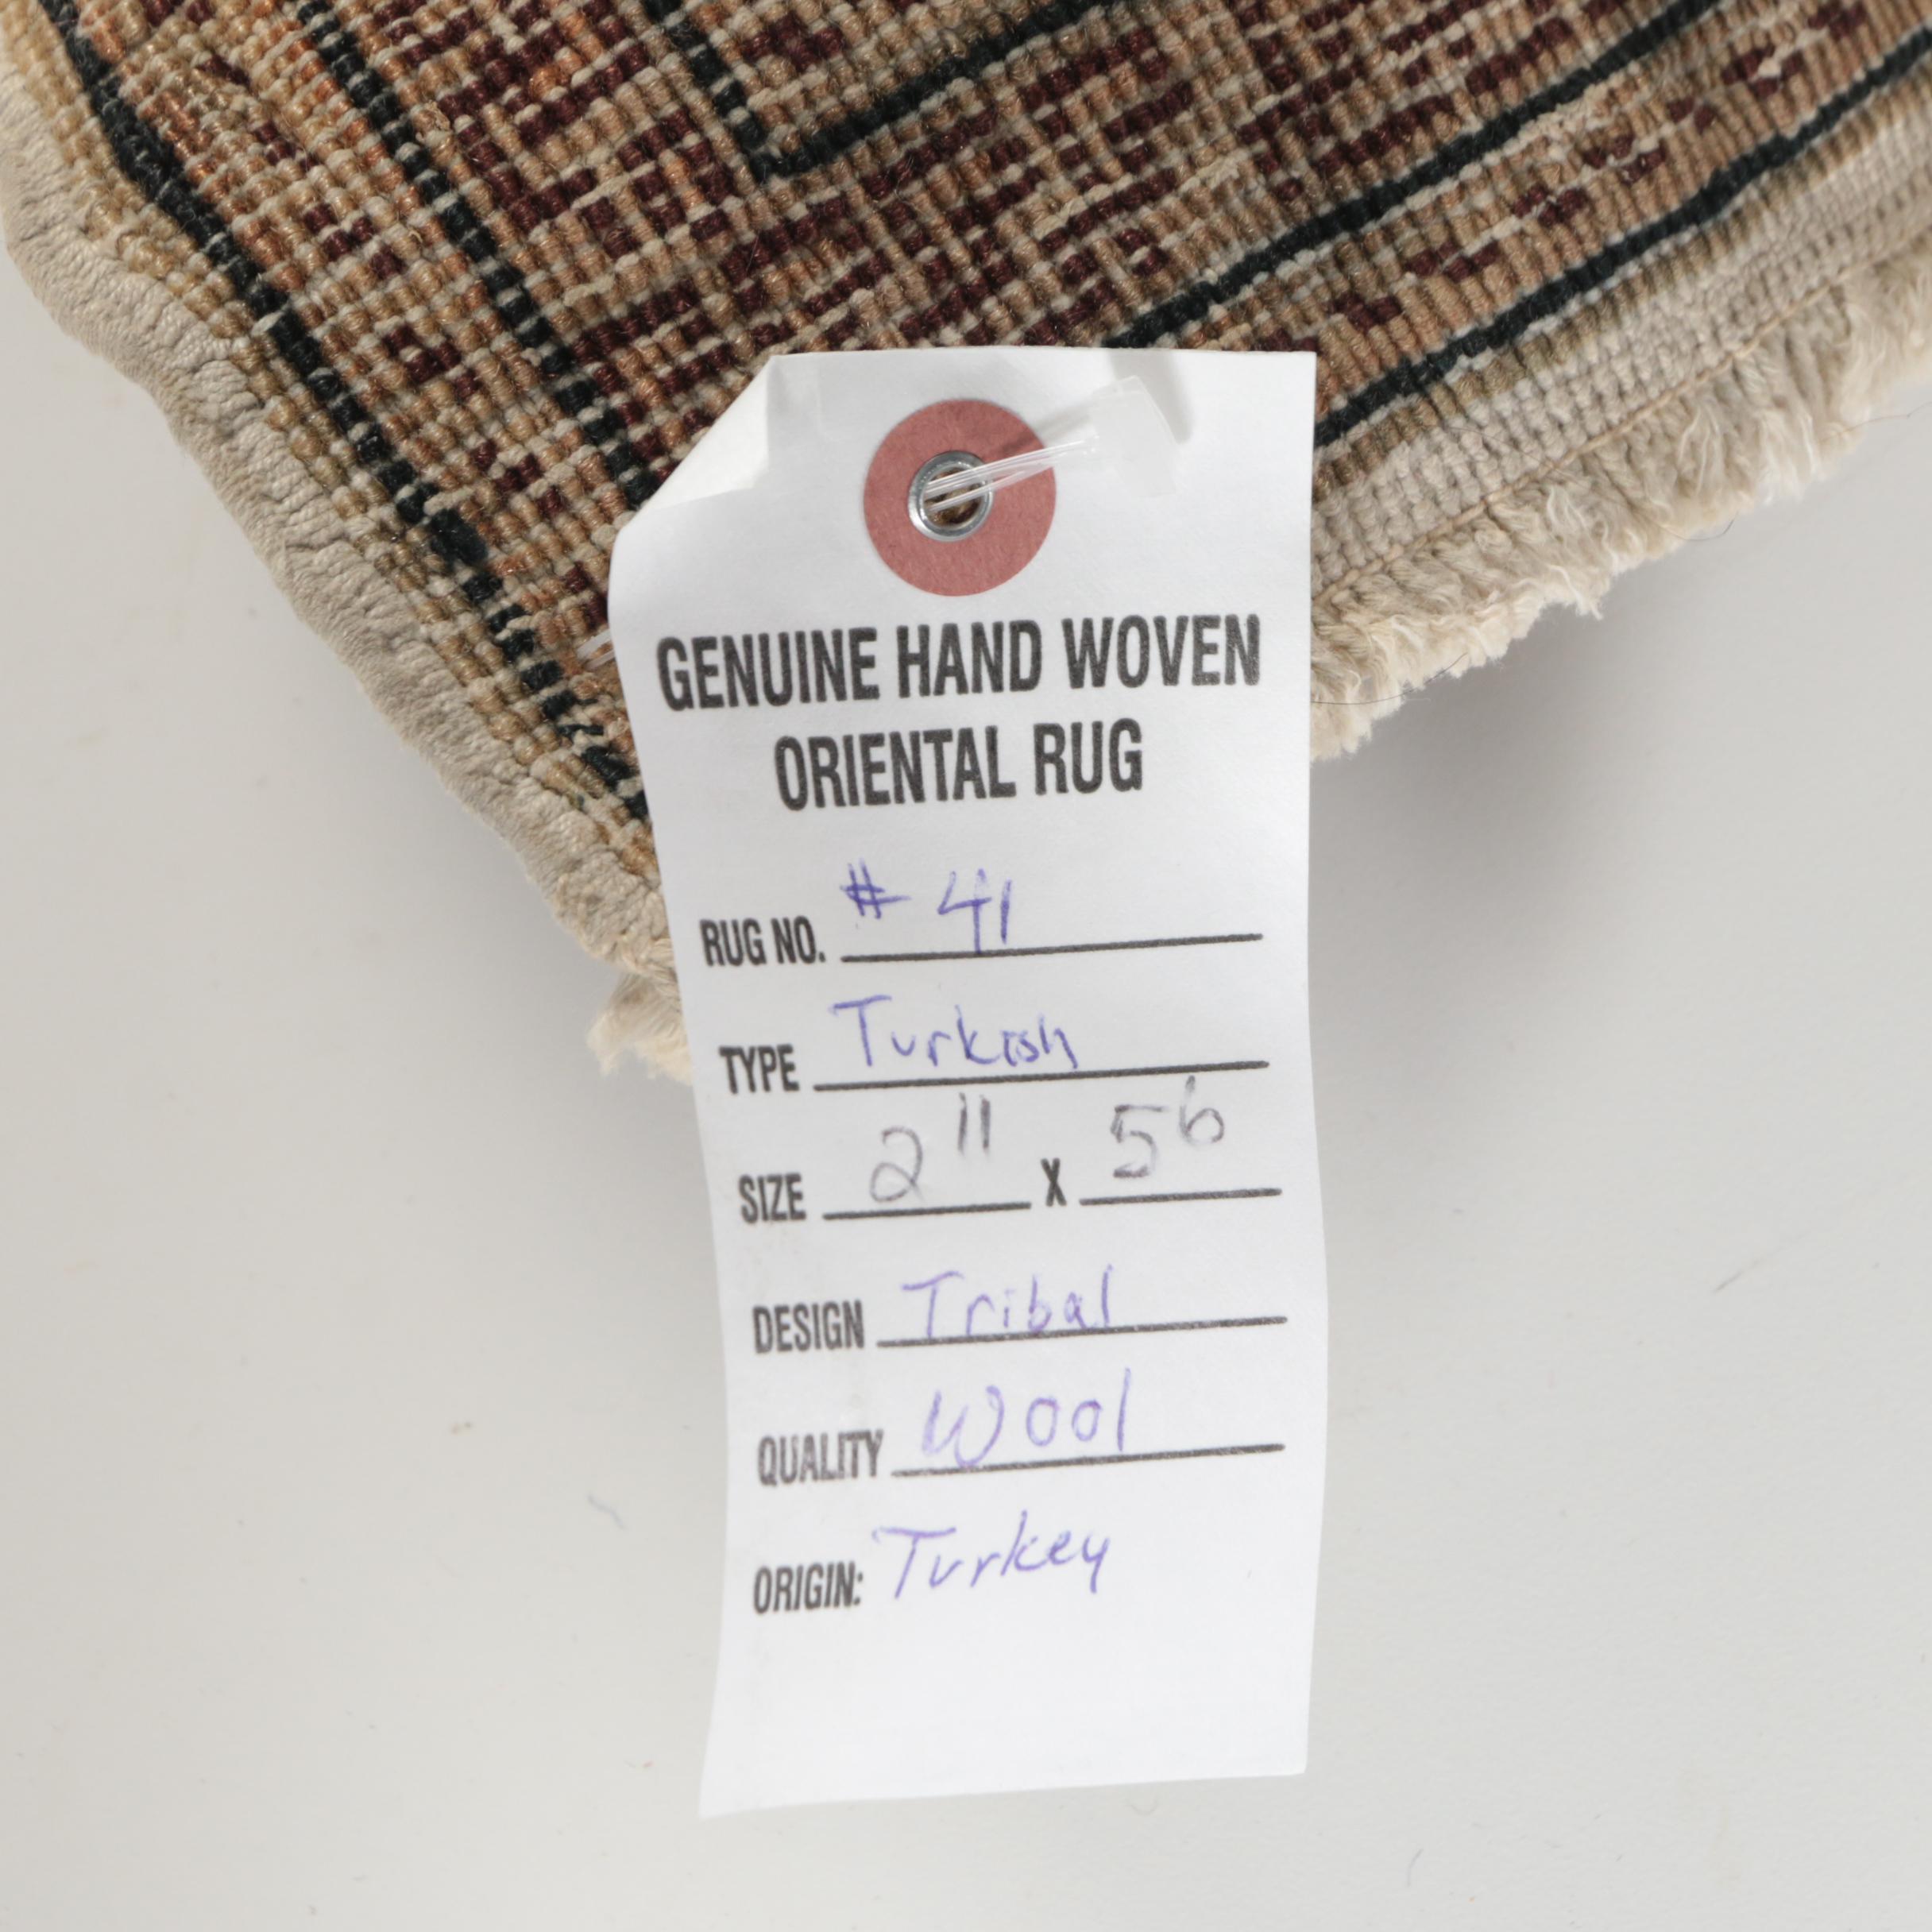 GENUINE HAND WOVEN
ORIENTAL RUG
RUG NO. # 41
TYPE Turkish
SIZE 2 11 X 5 6
DESIGN Tribal
QUALITY Wool
ORIGIN: Turkey